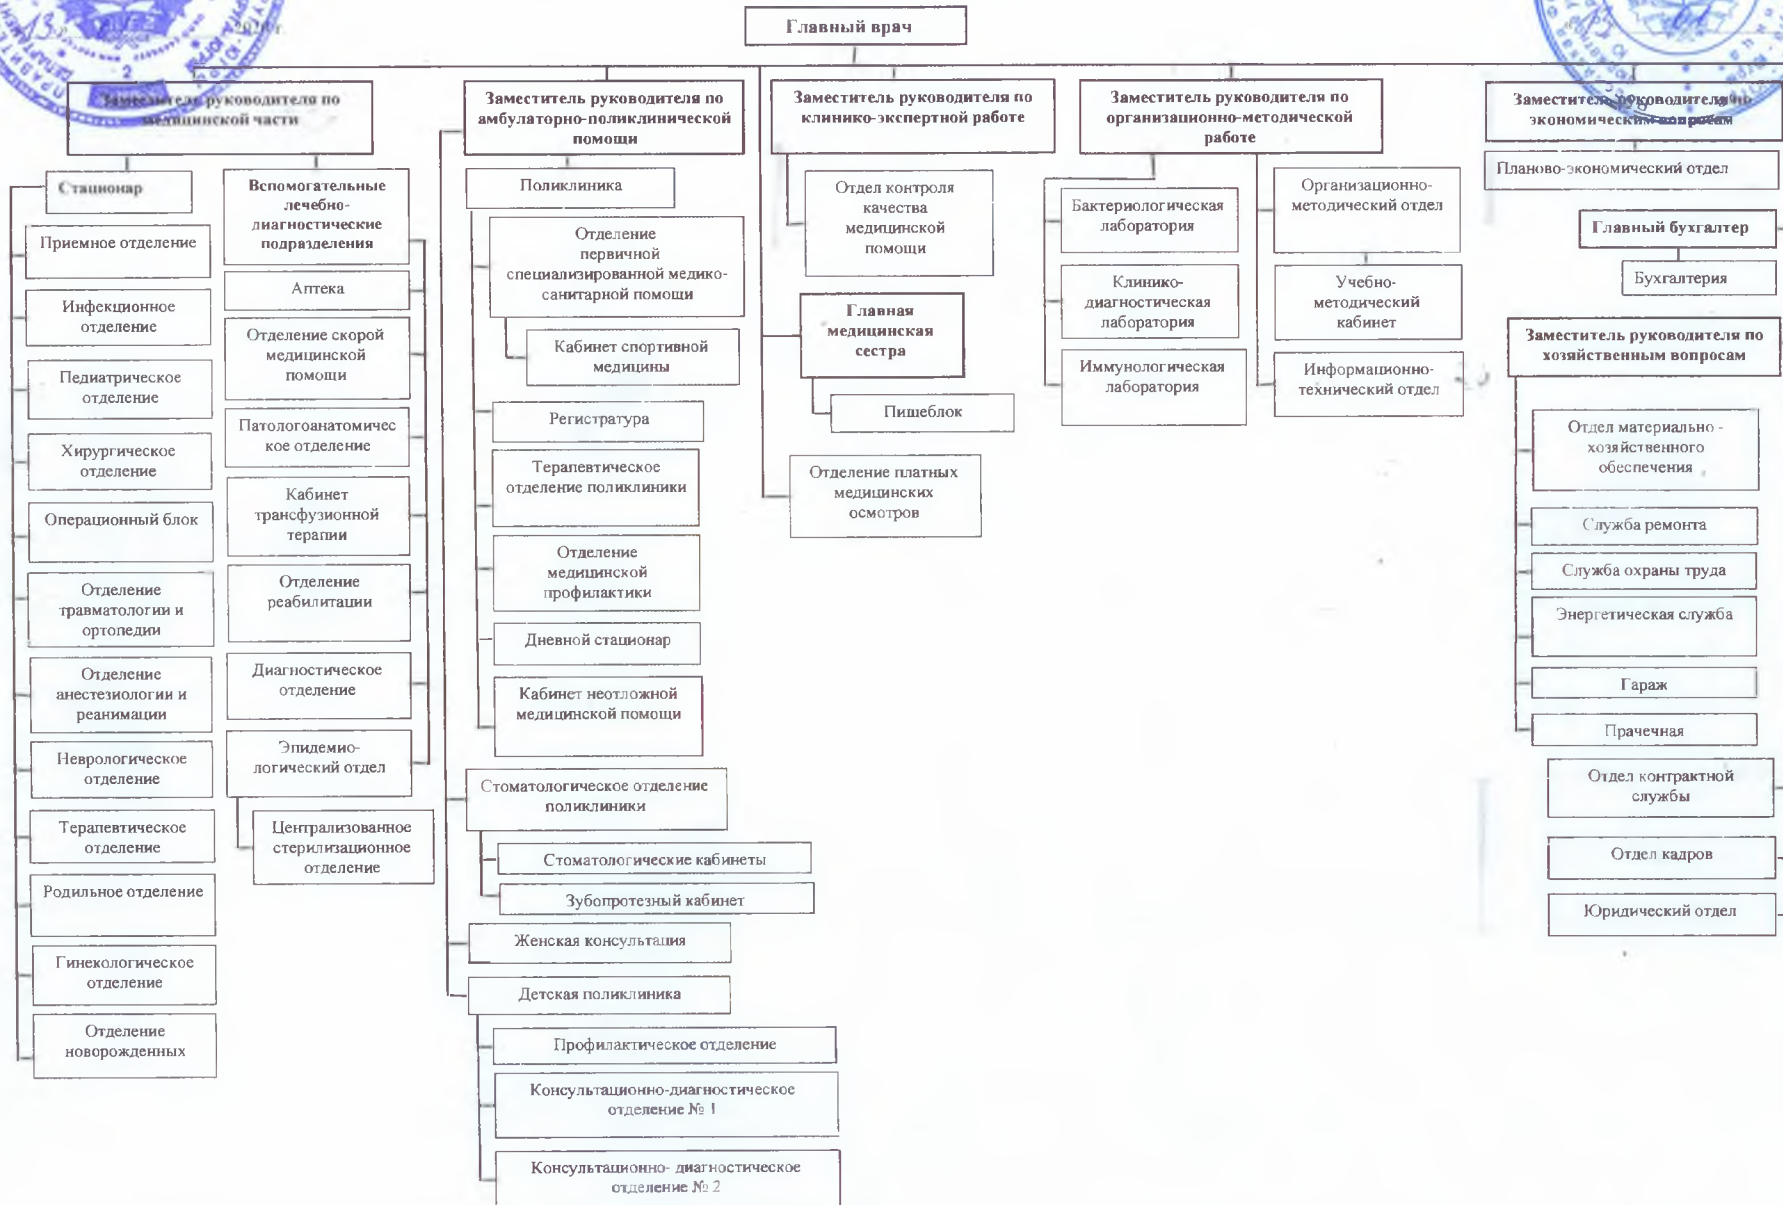 Главный врач
Заместитель руководителя по
медицинской части
Стационар
Приемное отделение
Инфекционное
отделение
Педиатрическое
отделение
Хирургическое
отделение
Операционный блок
Отделение
травматологии и
ортопедии
Отделение
анестезиологии и
реанимации
Неврологическое
отделение
Терапевтическое
отделение
Родильное отделение
Гинекологическое
отделение
Отделение
новорожденных
Вспомогательные
лечебно-
диагностические
подразделения
Аптека
Отделение скорой
медицинской
помощи
Патологоанатомичес
кое отделение
Кабинет
трансфузионной
терапии
Отделение
реабилитации
Диагностическое
отделение
Эпидемио-
логический отдел
Централизованное
стерилизационное
отделение
Заместитель руководителя по
амбулаторно-поликлинической
помощи
Поликлиника
Отделение
первичной
специализированной медико-
санитарной помощи
Кабинет спортивной
медицины
Регистратура
Терапевтическое
отделение поликлиники
Отделение
медицинской
профилактики
Дневной стационар
Кабинет неотложной
медицинской помощи
Стоматологическое отделение
поликлиники
Стоматологические кабинеты
Зубопротезный кабинет
Женская консультация
Детская поликлиника
Профилактическое отделение
Консультационно-диагностическое
отделение № 1
Консультационно- диагностическое
отделение № 2
Заместитель руководителя по
клинико-экспертной работе
Отдел контроля
качества
медицинской
помощи
Главная
медицинская
сестра
Пищеблок
Отделение платных
медицинских
осмотров
Заместитель руководителя по
организационно-методической
работе
Бактериологическая
лаборатория
Клинико-
диагностическая
лаборатория
Иммунологическая
лаборатория
Организационно-
методический отдел
Учебно-
методический
кабинет
Информационно-
технический отдел
Заместитель руководителя по
экономическим вопросам
Планово-экономический отдел
Главный бухгалтер
Бухгалтерия
Заместитель руководителя по
хозяйственным вопросам
Отдел материально -
хозяйственного
обеспечения
Служба ремонта
Служба охраны труда
Энергетическая служба
Гараж
Прачечная
Отдел контрактной
службы
Отдел кадров
Юридический отдел